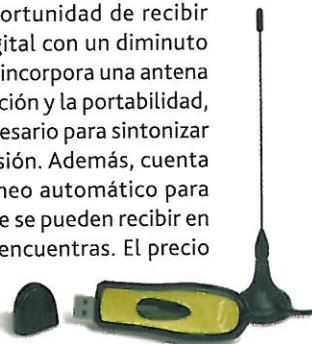 ortunidad de recibir
gital con un diminuto
incorpora una antena
ción y la portabilidad,
esario para sintonizar
sión. Además, cuenta
neo automático para
e se pueden recibir en
encuentras. El precio